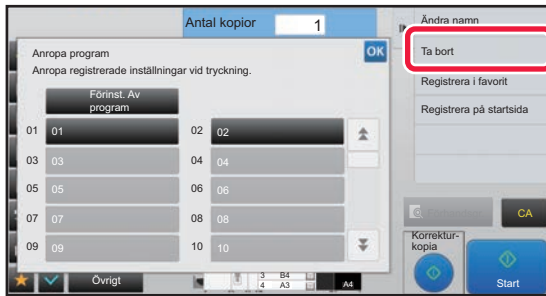 Antal kopior 1
Ändra namn
Anropa program
OK
Ta bort
Anropa registrerade inställningar vid tryckning.
Registrera i favorit
Förinst. Av
program
Registrera på startsida
01 01
02 02
03 03
04 04
05 05
06 06
07 07
08 08
CA
09 09
10 10
Korrektur-
kopia
Övrigt
3 B4
4 A3
A4
Start